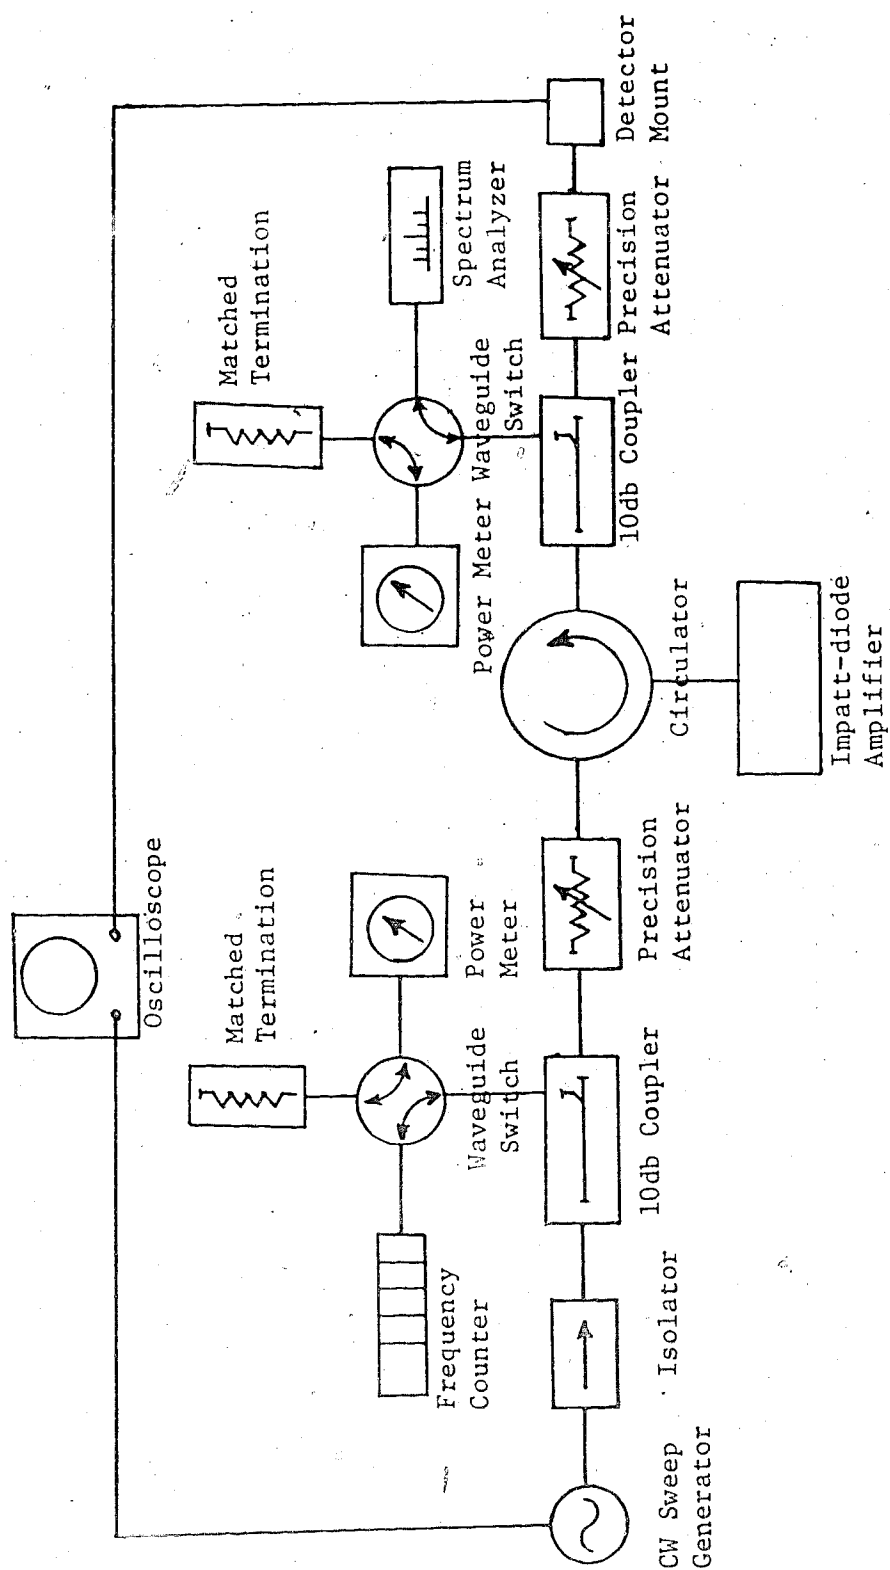 Oscilloscope
Matched
Termination
Matched
Termination
Frequency
Counter
Waveguide
Switch
Power
Meter
Power Meter
Waveguide
Switch
Spectrum
Analyzer
CW Sweep
Generator
Isolator
10db Coupler
Precision
Attenuator
Circulator
10db Coupler
Precision
Attenuator
Detector
Mount
Impatt-diode
Amplifier